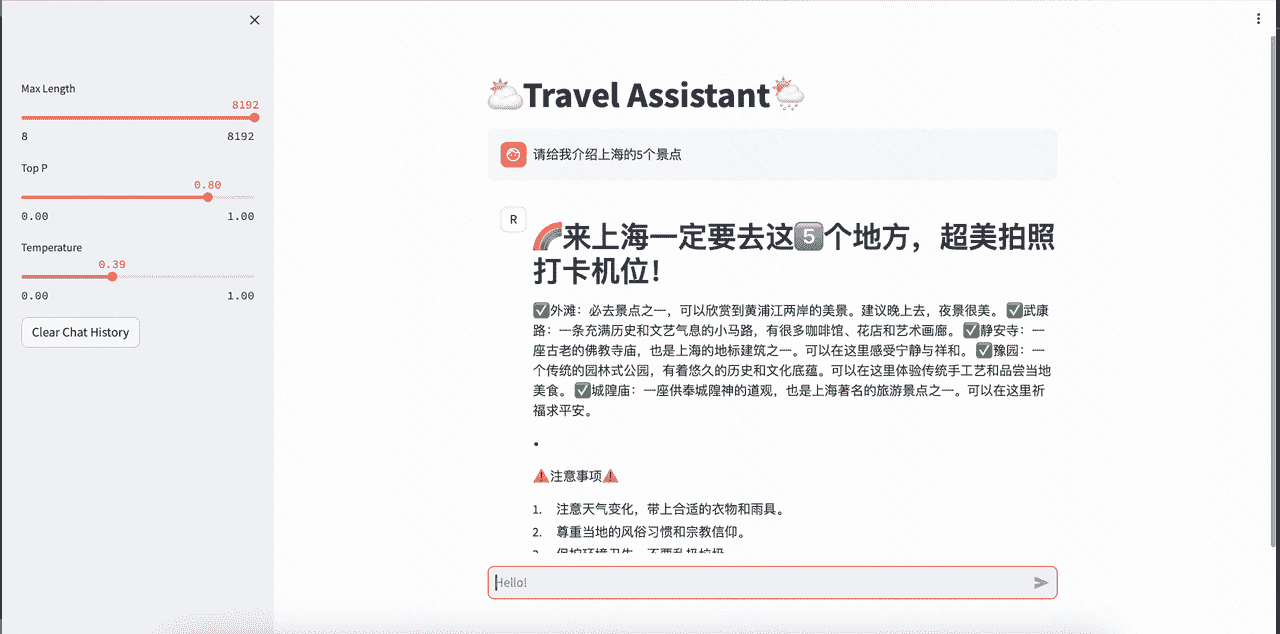 Max Length
8192
8 8192
Top P
0.80
0.00 1.00
Temperature
0.39
0.00 1.00
Clear Chat History
⛅Travel Assistant🌦
请给我介绍上海的5个景点
R
🌈来上海一定要去这5️⃣个地方，超美拍照
打卡机位！
✅外滩：必去景点之一，可以欣赏到黄浦江两岸的美景。建议晚上去，夜景很美。 ✅武康
路：一条充满历史和文艺气息的小马路，有很多咖啡馆、花店和艺术画廊。 ✅静安寺：一
座古老的佛教寺庙，也是上海的地标建筑之一。可以在这里感受宁静与祥和。 ✅豫园：一
个传统的园林式公园，有着悠久的历史和文化底蕴。可以在这里体验传统手工艺和品尝当地
美食。 ✅城隍庙：一座供奉城隍神的道观，也是上海著名的旅游景点之一。可以在这里祈
福求平安。
•
⚠️注意事项⚠️
1. 注意天气变化，带上合适的衣物和雨具。
2. 尊重当地的风俗习惯和宗教信仰。
Hello!